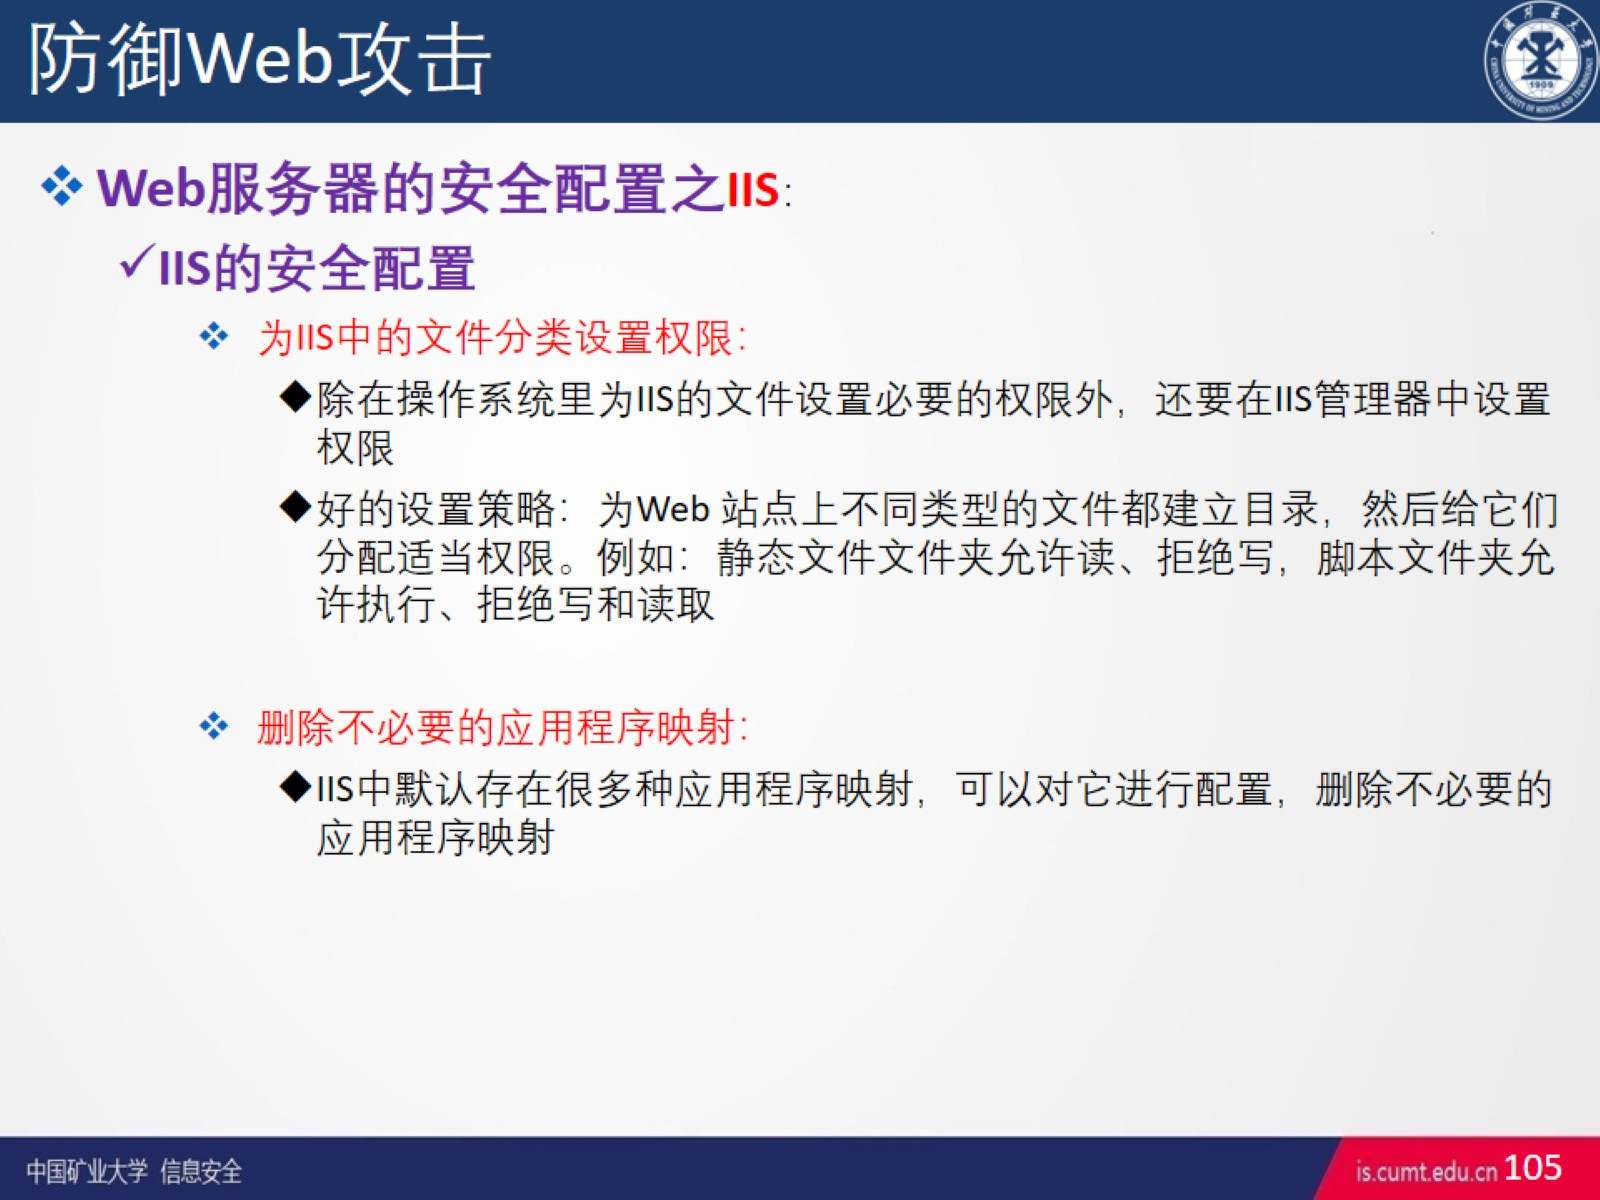 防御Web攻击
Web服务器的安全配置之IIS:
IIS的安全配置
为IIS中的文件分类设置权限：
除在操作系统里为IIS的文件设置必要的权限外，还要在IIS管理器中设置
权限
好的设置策略：为Web 站点上不同类型的文件都建立目录，然后给它们
分配适当权限。例如：静态文件文件夹允许读、拒绝写，脚本文件夹允
许执行、拒绝写和读取
删除不必要的应用程序映射：
IIS中默认存在很多种应用程序映射，可以对它进行配置，删除不必要的
应用程序映射
中国矿业大学 信息安全
is.cumt.edu.cn 105
CHINA UNIVERSITY OF MINING AND TECHNOLOGY
1909